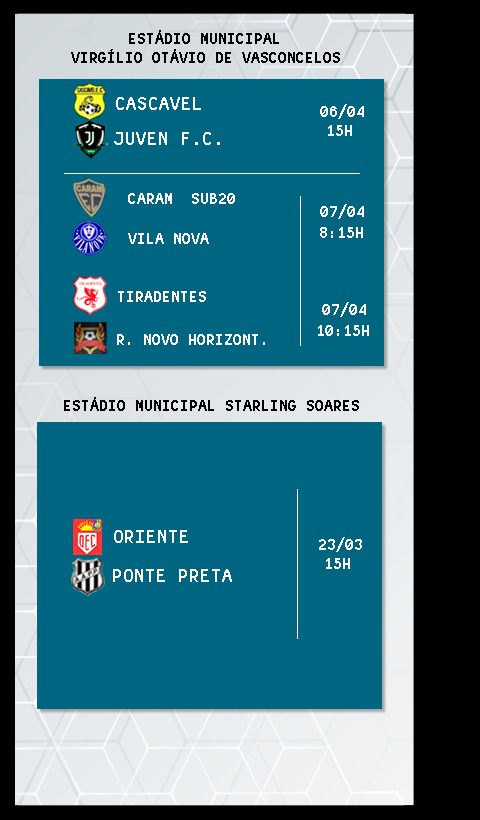 ESTÁDIO MUNICIPAL
VIRGÍLIO OTÁVIO DE VASCONCELOS
CASCAVEL
JUVEN F.C.
06/04
15H
CARAM SUB20
VILA NOVA
07/04
8:15H
TIRADENTES
R. NOVO HORIZONT.
07/04
10:15H
ESTÁDIO MUNICIPAL STARLING SOARES
ORIENTE
PONTE PRETA
23/03
15H